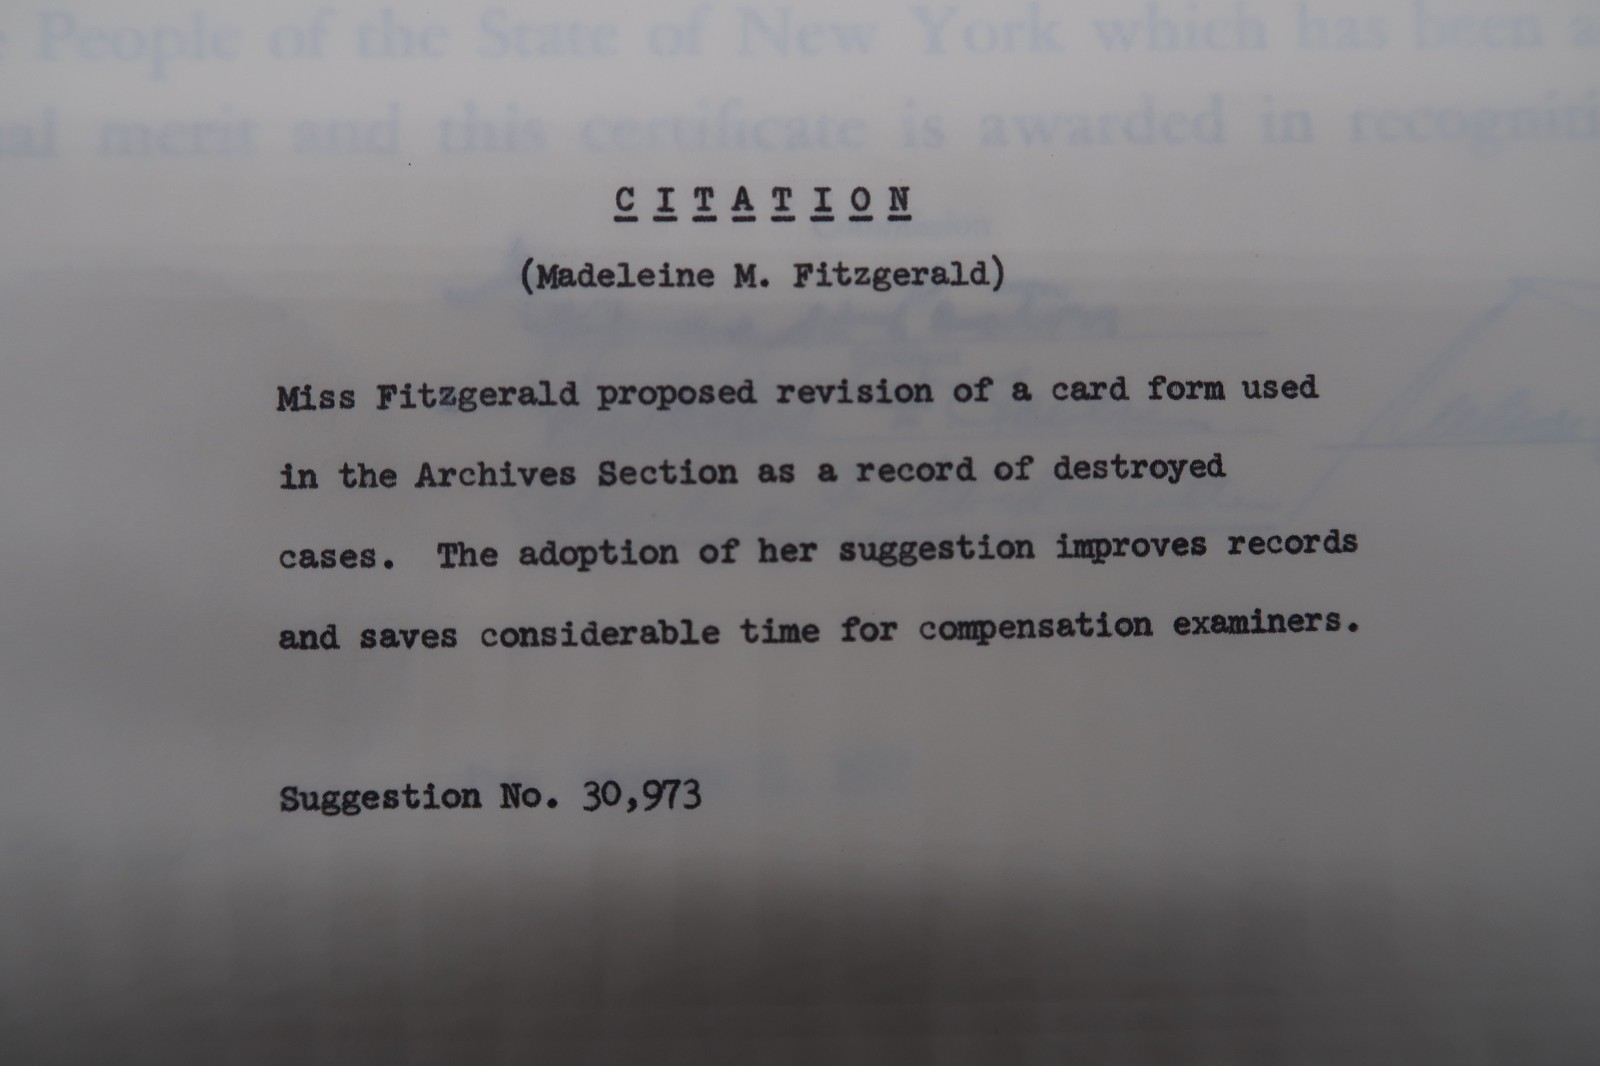 People of the State of New York which has been
merit and this certificate is awarded in
C I T A T I O N
(Madeleine M. Fitzgerald)
Miss Fitzgerald proposed revision of a card form used
in the Archives Section as a record of destroyed
cases. The adoption of her suggestion improves records
and saves considerable time for compensation examiners.
Suggestion No. 30,973